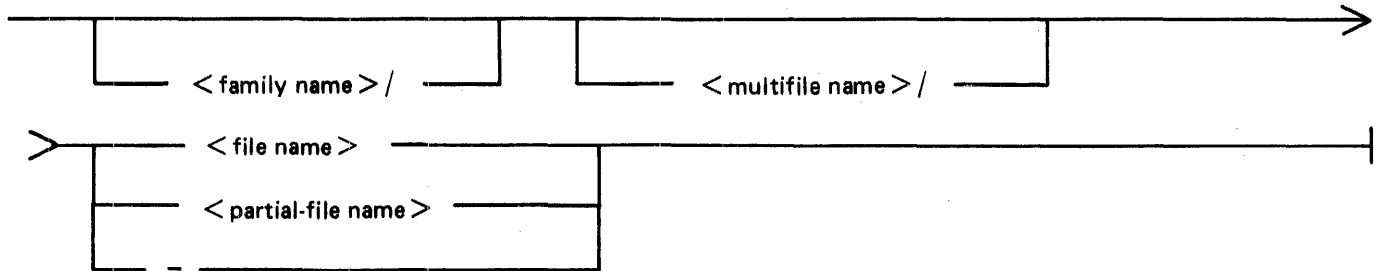 <family name>/ <multifile name>/
<file name>
<partial-file name>
=